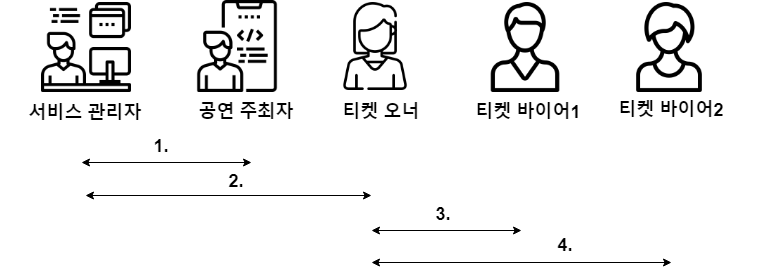 서비스 관리자
공연 주최자
티켓 오너
티켓 바이어1
티켓 바이어2
1.
2.
3.
4.